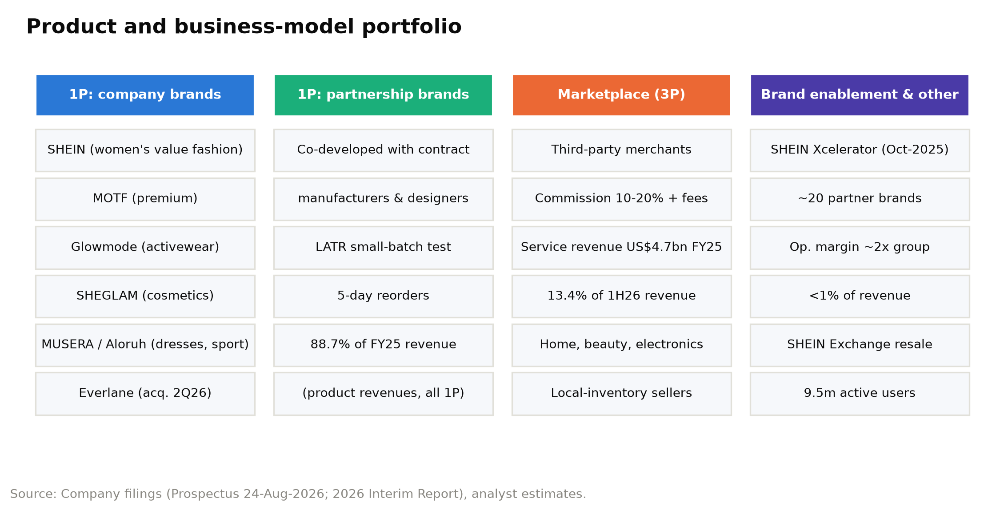 Product and business-model portfolio
1P: company brands
SHEIN (women's value fashion)
MOTF (premium)
Glowmode (activewear)
SHEGLAM (cosmetics)
MUSERA / Aloruh (dresses, sport)
Everlane (acq. 2Q26)
1P: partnership brands
Co-developed with contract
manufacturers & designers
LATR small-batch test
5-day reorders
88.7% of FY25 revenue
(product revenues, all 1P)
Marketplace (3P)
Third-party merchants
Commission 10-20% + fees
Service revenue US$4.7bn FY25
13.4% of 1H26 revenue
Home, beauty, electronics
Local-inventory sellers
Brand enablement & other
SHEIN Xcelerator (Oct-2025)
~20 partner brands
Op. margin ~2x group
<1% of revenue
SHEIN Exchange resale
9.5m active users
Source: Company filings (Prospectus 24-Aug-2026; 2026 Interim Report), analyst estimates.